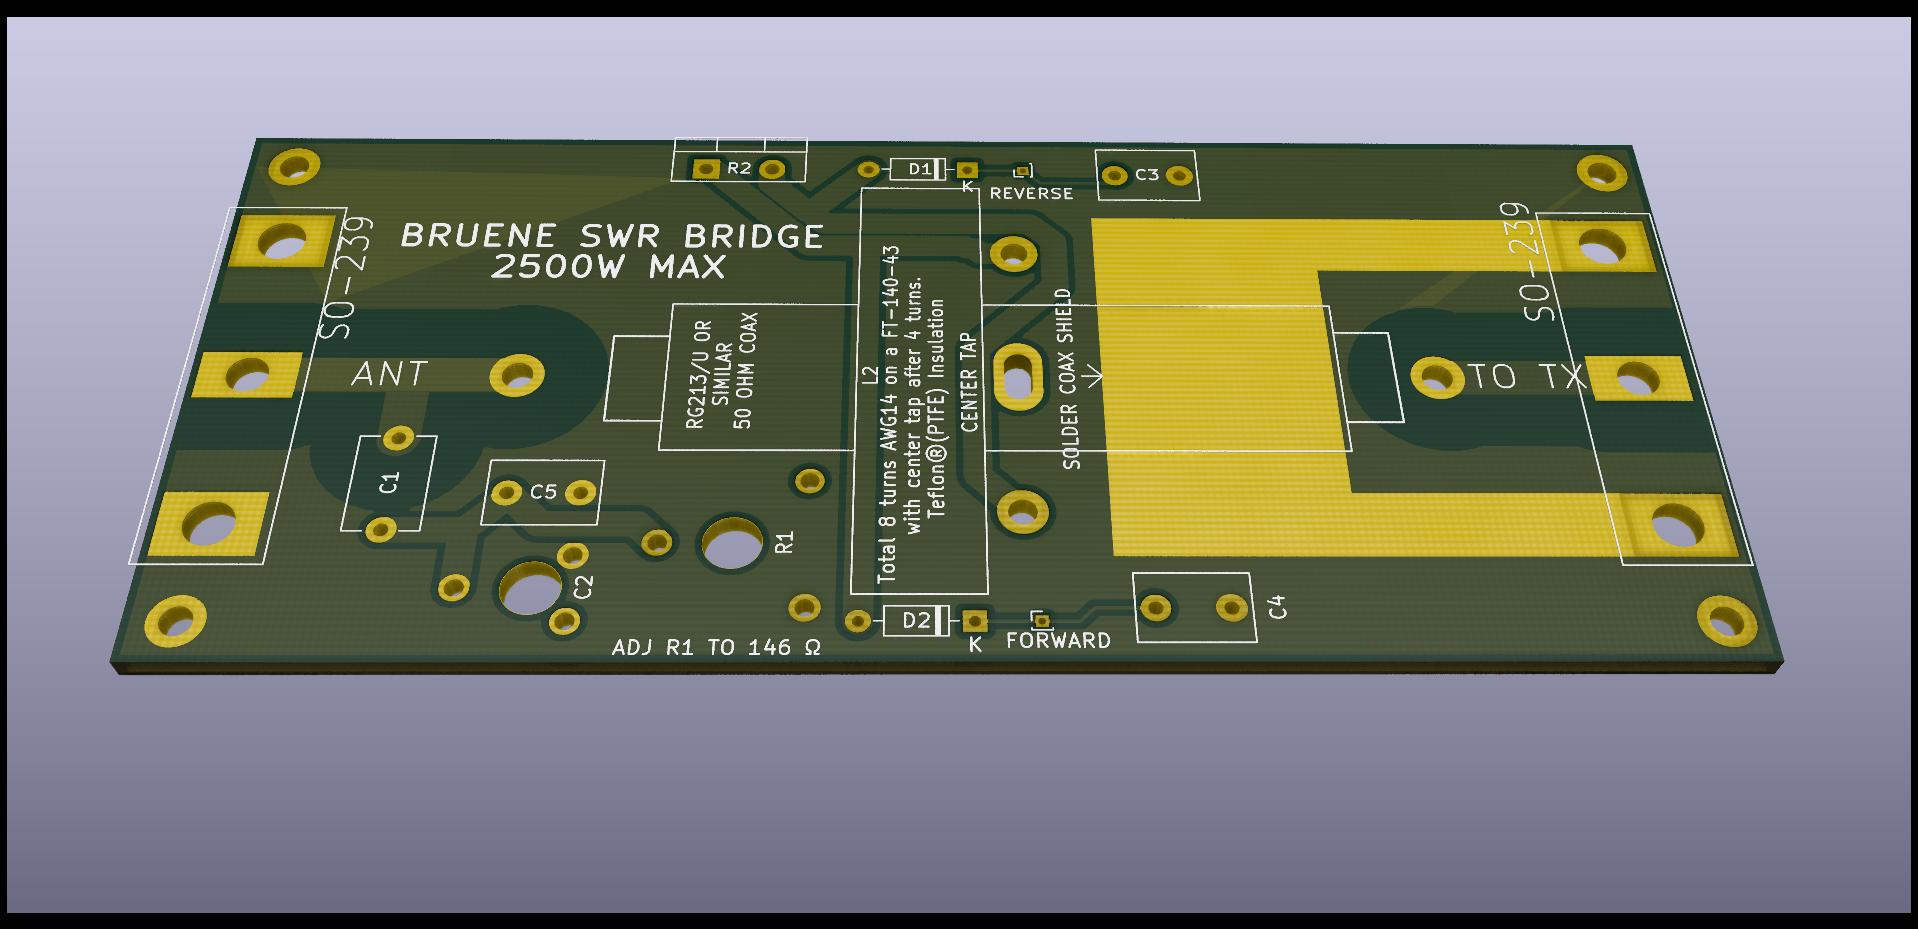 R2
D1
K
REVERSE
C3
BRUENE SWR BRIDGE
2500W MAX
SO-239
SO-239
ANT
RG213/U OR
SIMILAR
50 OHM COAX
L2
Total 8 turns AWG14 on a FT-140-43
with center tap after 4 turns.
Teflon®(PTFE) Insulation
CENTER TAP
SOLDER COAX SHIELD
TO TX
C1
C5
R1
C2
D2
K
FORWARD
C4
ADJ R1 TO 146 Ω